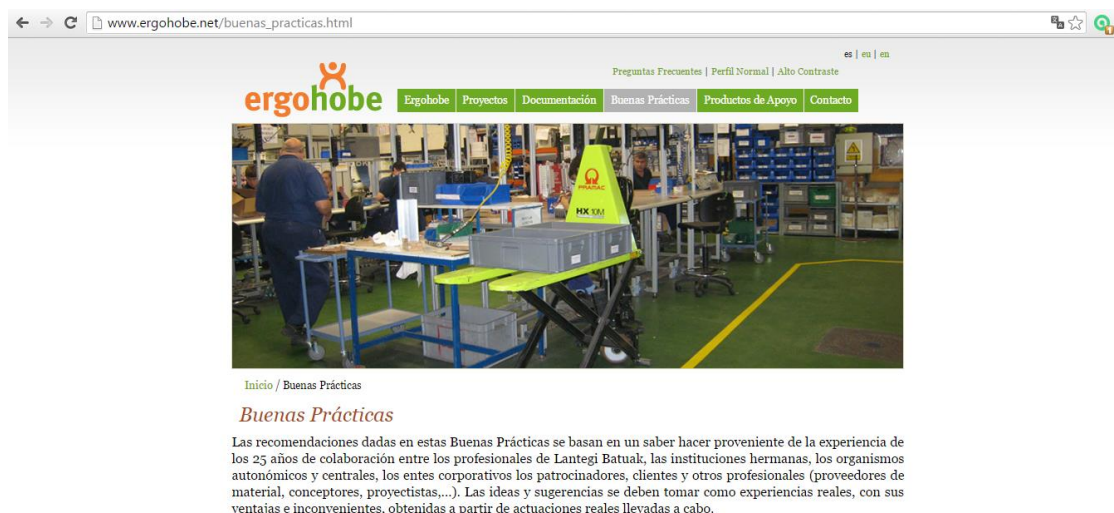 www.ergohobe.net/buenas_practicas.html
es | eu | en
Preguntas Frecuentes | Perfil Normal | Alto Contraste
ergohobe
Ergohobe Proyectos Documentación Buenas Prácticas Productos de Apoyo Contacto
PRAMAC
HX 10M
Inicio / Buenas Prácticas
Buenas Prácticas
Las recomendaciones dadas en estas Buenas Prácticas se basan en un saber hacer proveniente de la experiencia de
los 25 años de colaboración entre los profesionales de Lantegi Batuak, las instituciones hermanas, los organismos
autonómicos y centrales, los entes corporativos los patrocinadores, clientes y otros profesionales (proveedores de
material, conceptores, proyectistas,...). Las ideas y sugerencias se deben tomar como experiencias reales, con sus
ventajas e inconvenientes, obtenidas a partir de actuaciones reales llevadas a cabo.